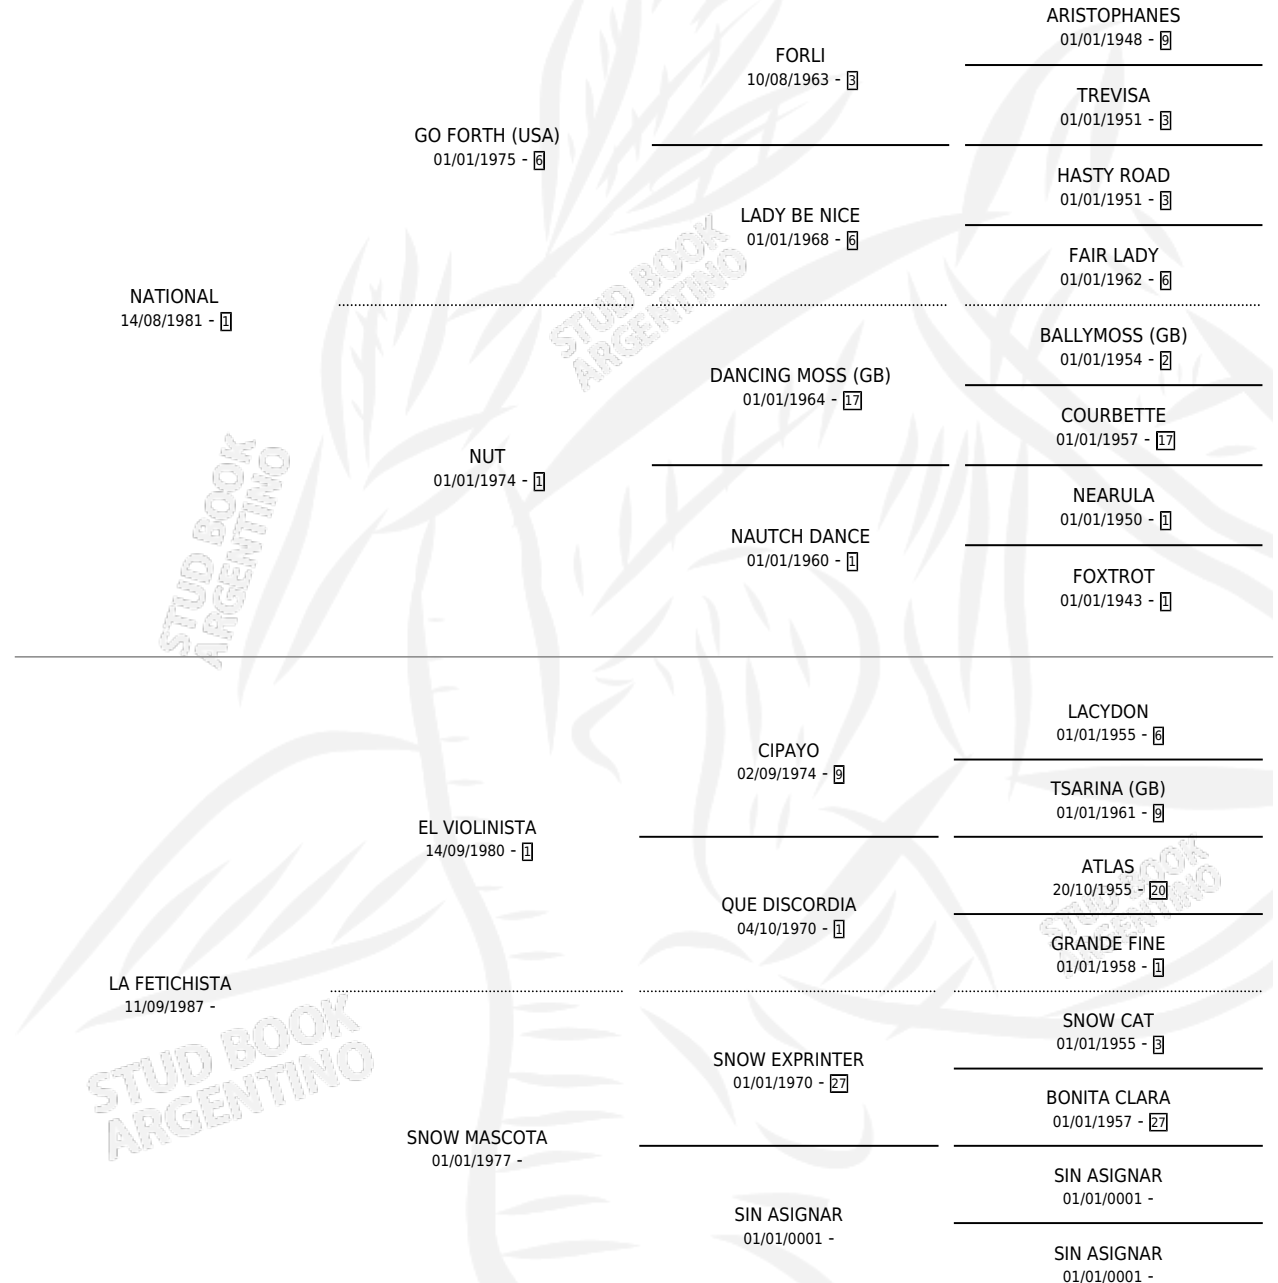 ARISTOPHANES
01/01/1948 - 9
FORLI
10/08/1963 - 3
TREVISA
01/01/1951 - 3
GO FORTH (USA)
01/01/1975 - 6
HASTY ROAD
01/01/1951 - 3
LADY BE NICE
01/01/1968 - 6
FAIR LADY
01/01/1962 - 6
NATIONAL
14/08/1981 - 1
STUD BOOK
ARGENTINO
BALLYMOSS (GB)
01/01/1954 - 2
DANCING MOSS (GB)
01/01/1964 - 17
COURBETTE
01/01/1957 - 17
NUT
01/01/1974 - 1
NEARULA
01/01/1950 - 1
NAUTCH DANCE
01/01/1960 - 1
FOXTROT
01/01/1943 - 1
STUD BOOK
ARGENTINO
LACYDON
01/01/1955 - 6
CIPAYO
02/09/1974 - 9
TSARINA (GB)
01/01/1961 - 9
EL VIOLINISTA
14/09/1980 - 1
ATLAS
20/10/1955 - 20
QUE DISCORDIA
04/10/1970 - 1
GRANDE FINE
01/01/1958 - 1
STUD BOOK
ARGENTINO
LA FETICHISTA
11/09/1987 -
SNOW CAT
01/01/1955 - 3
SNOW EXPRINTER
01/01/1970 - 27
BONITA CLARA
01/01/1957 - 27
STUD BOOK
ARGENTINO
SNOW MASCOTA
01/01/1977 -
SIN ASIGNAR
01/01/0001 -
SIN ASIGNAR
01/01/0001 -
SIN ASIGNAR
01/01/0001 -